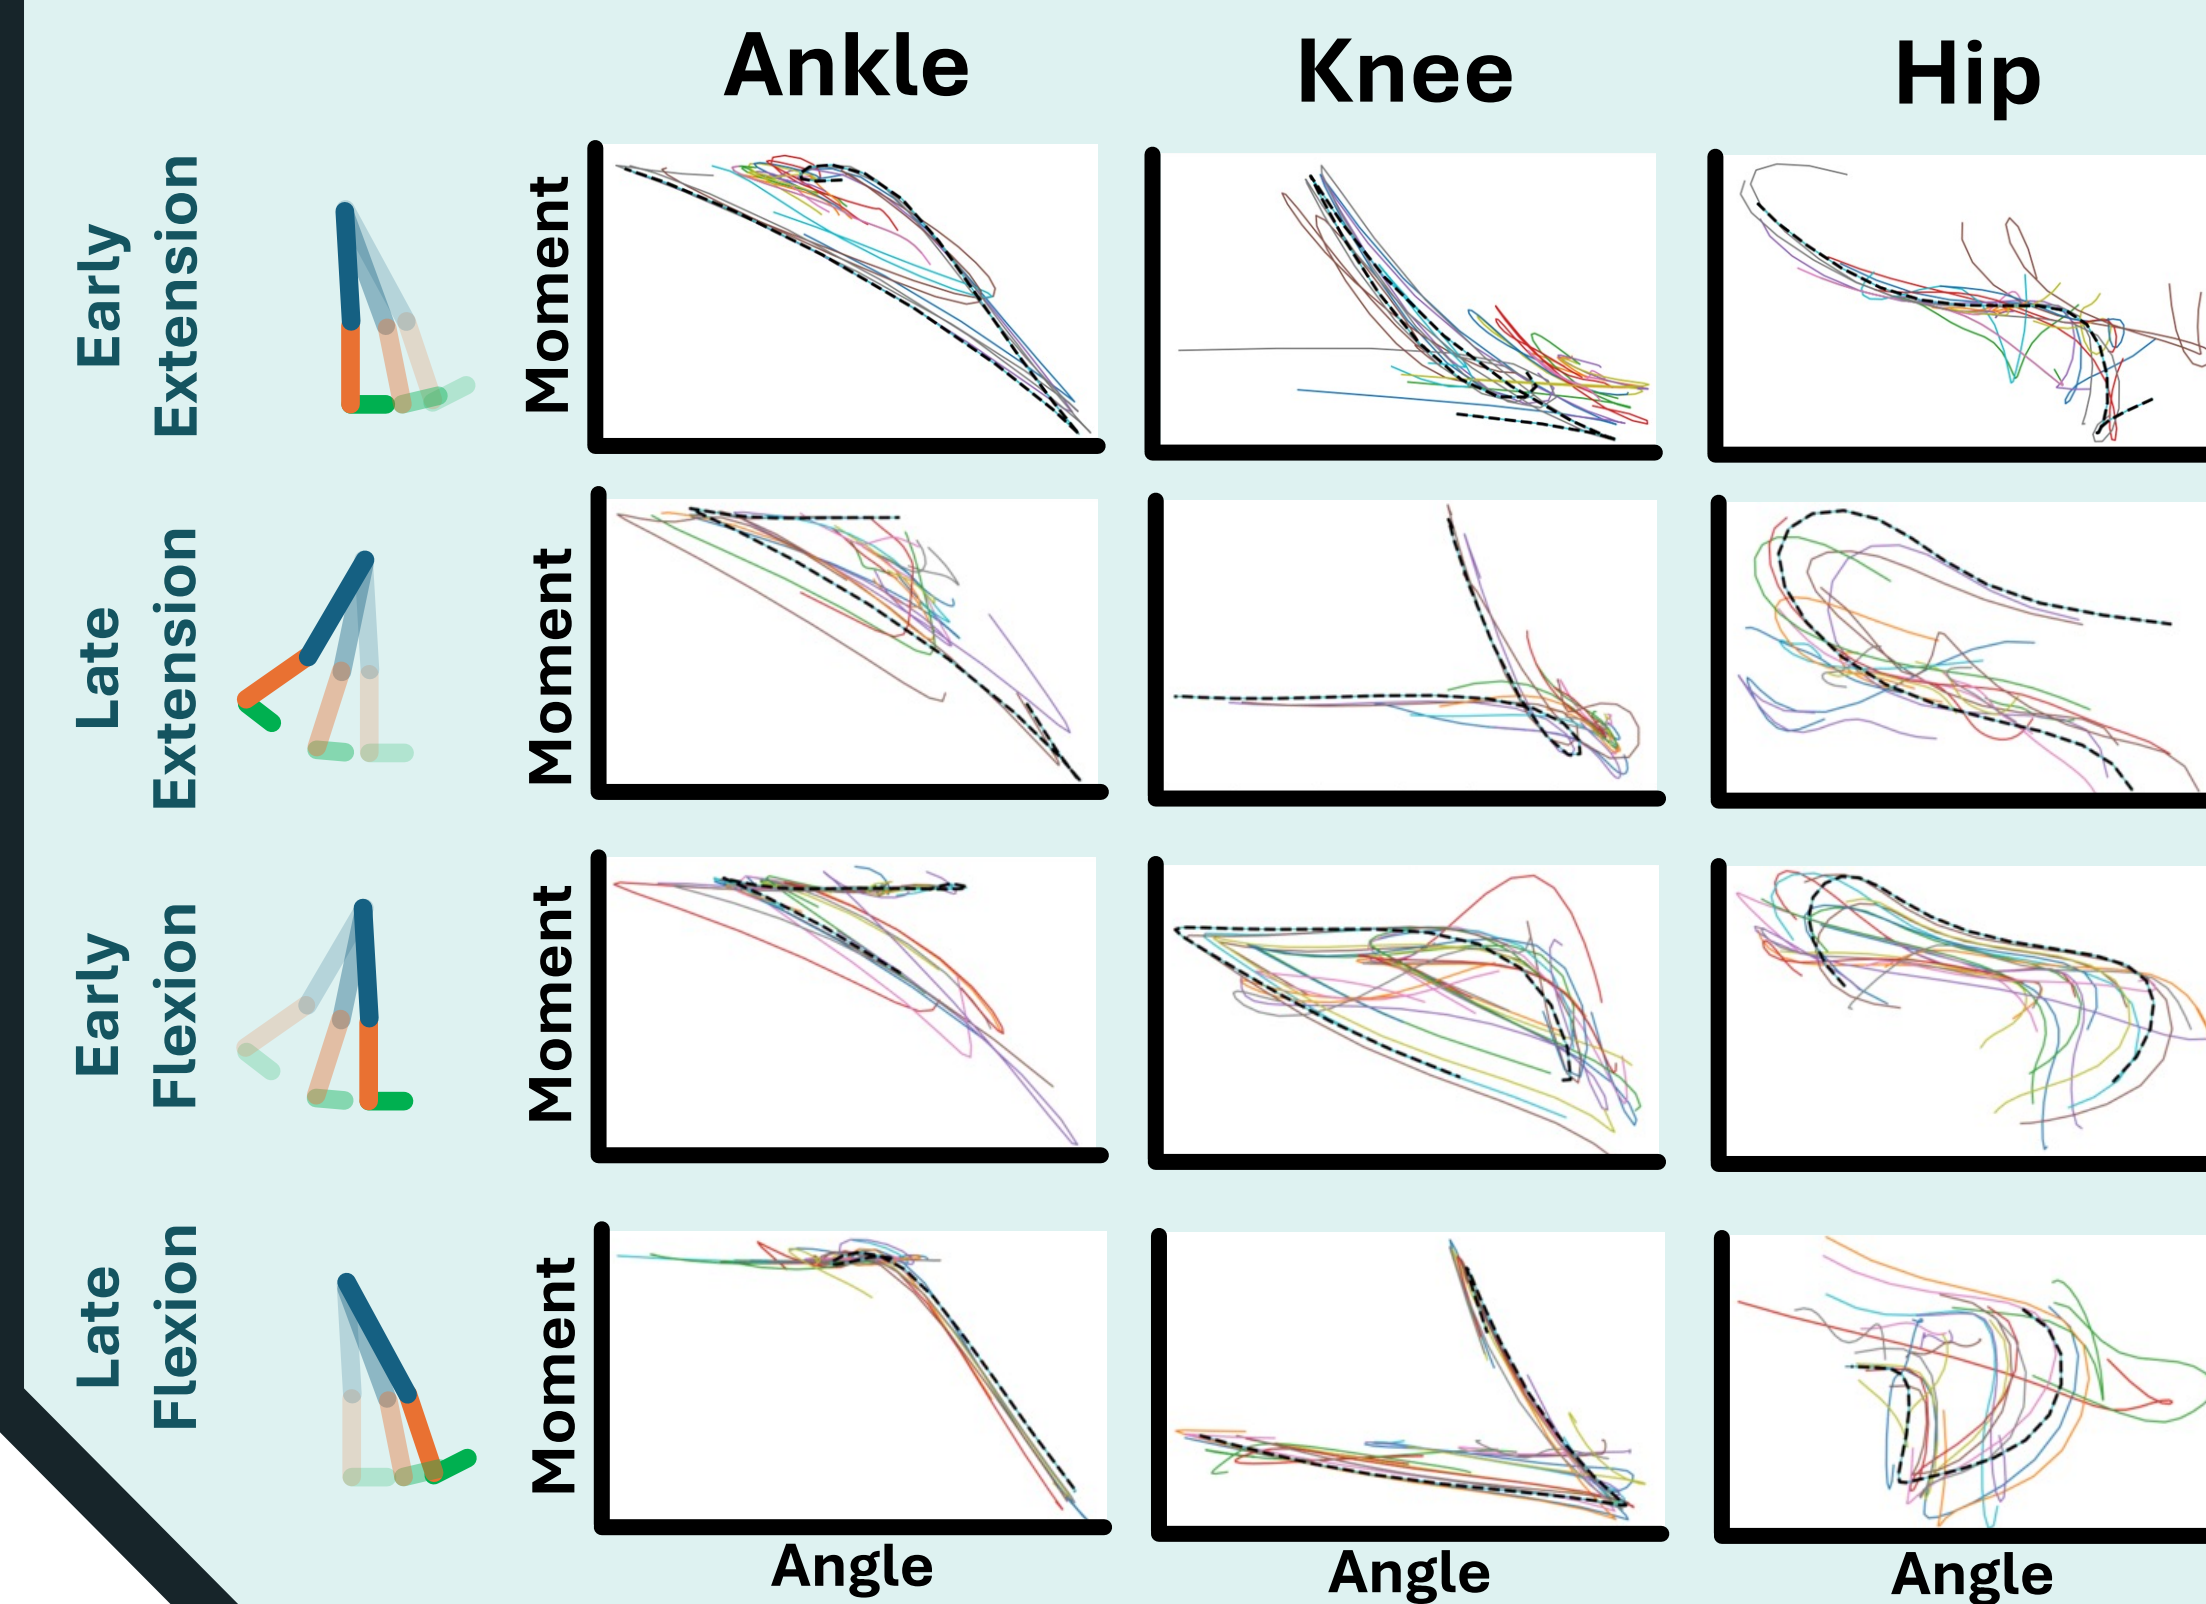 Ankle
Knee
Hip
Early
Extension
Moment
Late
Extension
Moment
Early
Flexion
Moment
Late
Flexion
Moment
Angle
Angle
Angle